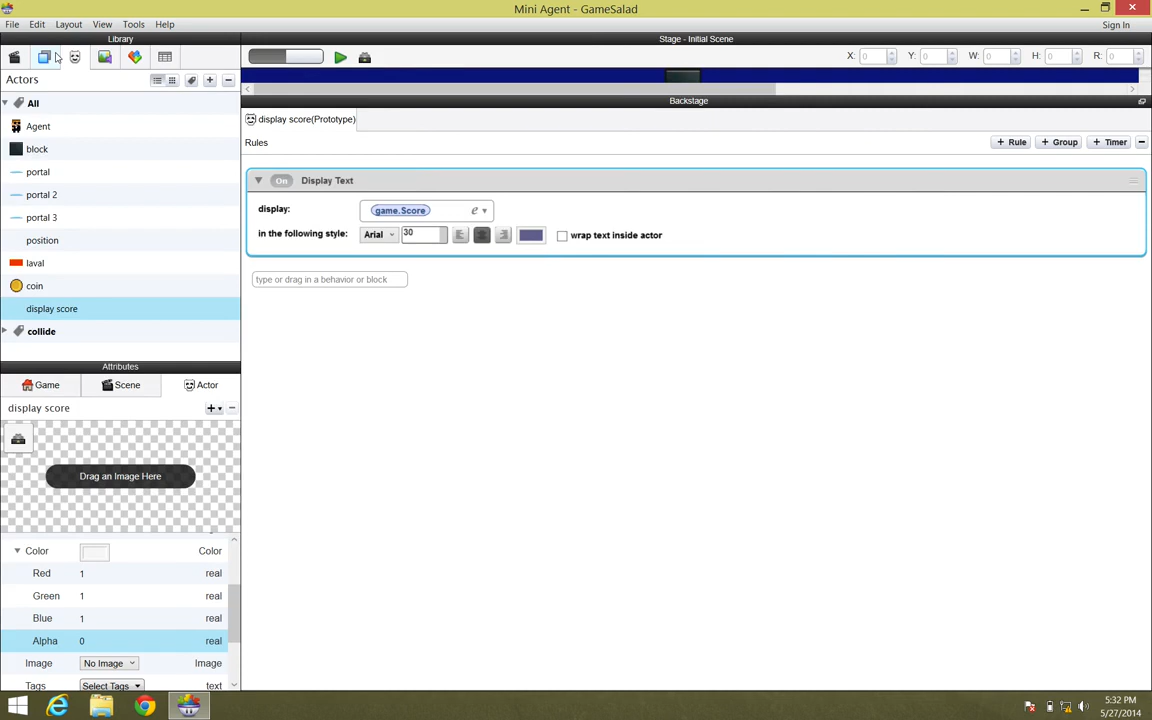 Mini Agent - GameSalad
File Edit Layout View Tools Help
Sign In
Library
Stage - Initial Scene
X: 0 Y: 0 W: 0 H: 0 R: 0
Actors
Backstage
All
display score(Prototype)
Agent
Rules
+ Rule + Group + Timer
block
portal
On Display Text
portal 2
display: game.Score e
portal 3
in the following style: Arial 30 wrap text inside actor
position
laval
type or drag in a behavior or block
coin
display score
collide
Attributes
Game Scene Actor
display score
Drag an Image Here
Color Color
Red 1 real
Green 1 real
Blue 1 real
Alpha 0 real
Image No Image Image
Tags Select Tags text
5:32 PM
5/27/2014